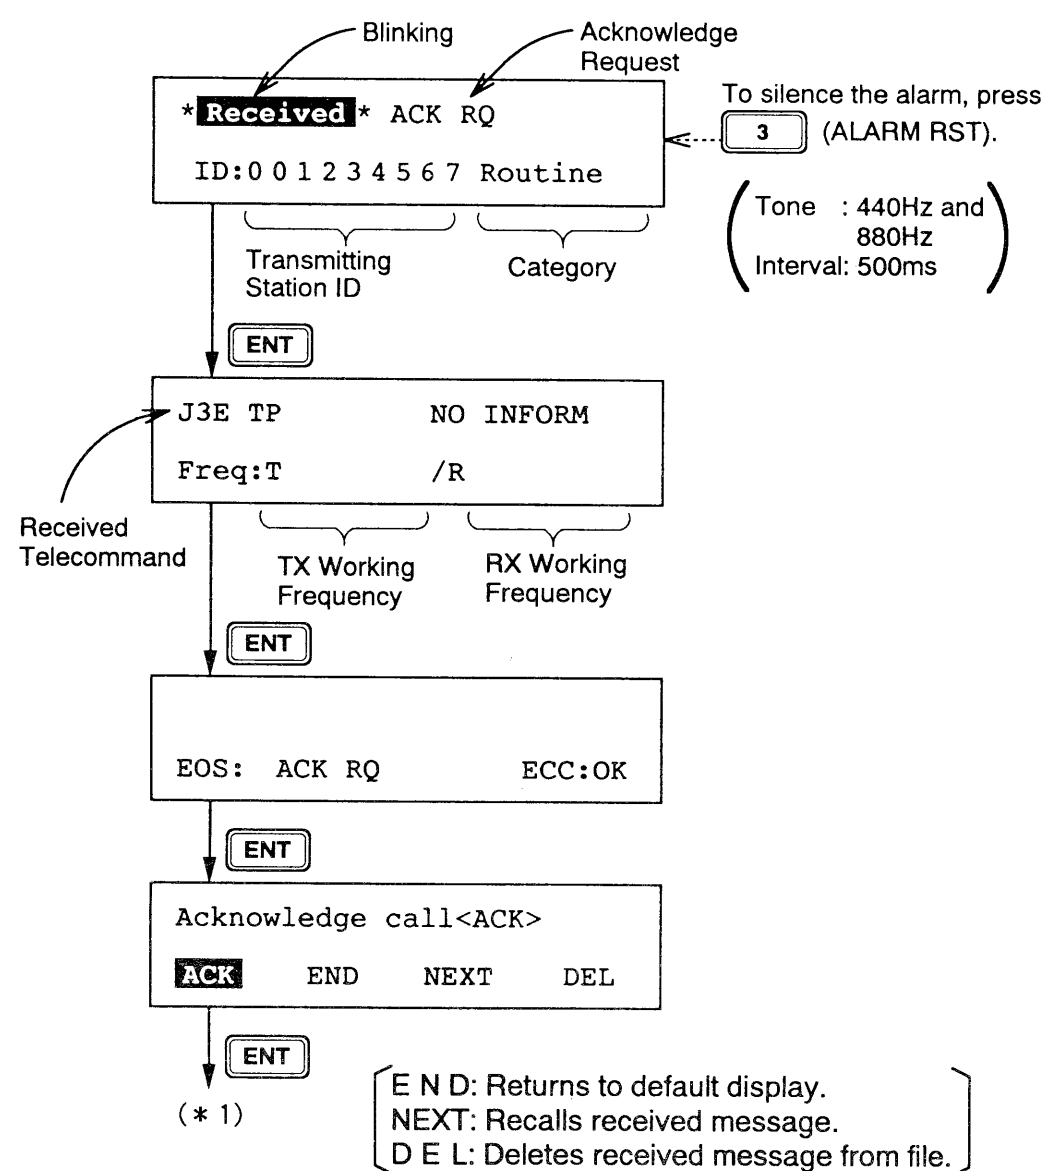 Blinking
Acknowledge
Request
*Received* ACK RQ
ID:0 0 1 2 3 4 5 6 7 Routine
To silence the alarm, press
3 (ALARM RST).
Tone : 440Hz and
880Hz
Interval: 500ms
Transmitting
Station ID
Category
ENT
J3E TP NO INFORM
Freq:T /R
Received
Telecommand
TX Working
Frequency
RX Working
Frequency
ENT
EOS: ACK RQ ECC:OK
ENT
Acknowledge call<ACK>
ACK END NEXT DEL
ENT
(* 1)
E N D: Returns to default display.
NEXT: Recalls received message.
D E L: Deletes received message from file.